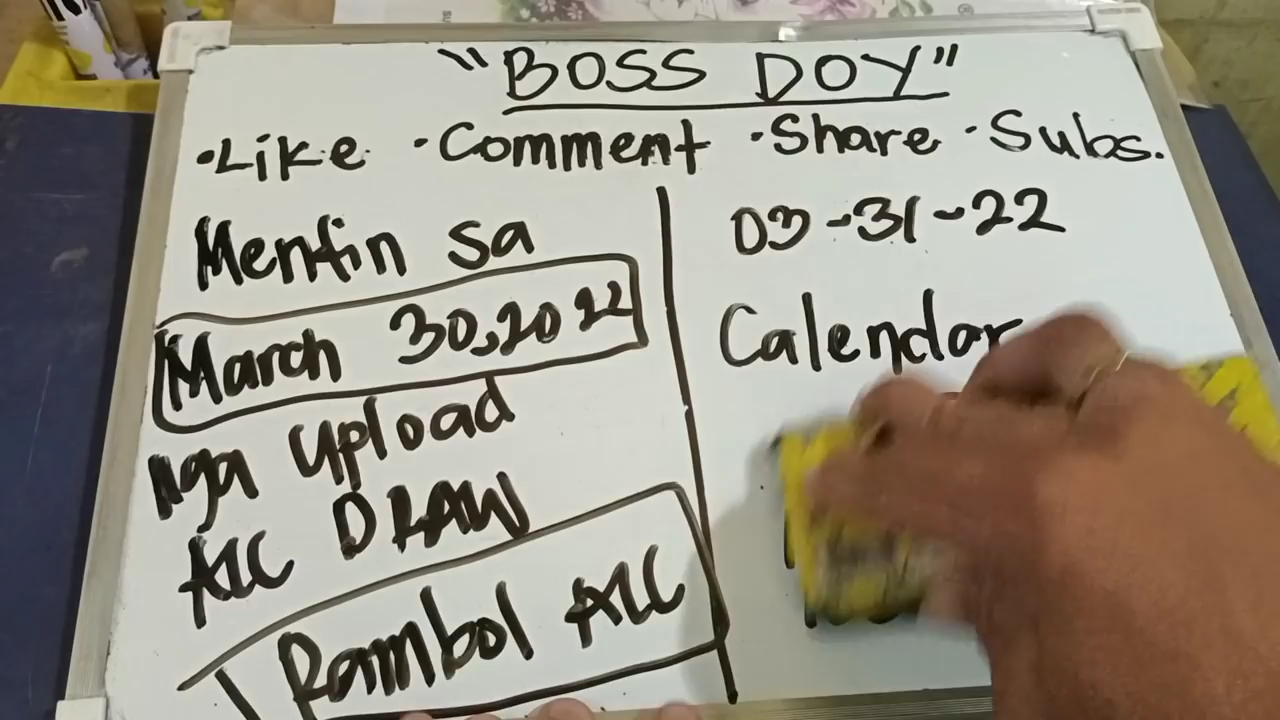 "BOSS DOY"
•Like •Comment •Share •Subs.
Mentin sa
March 30,2022
nga upload
ALL DRAW
Rambol ALL
03-31-22
Calendar